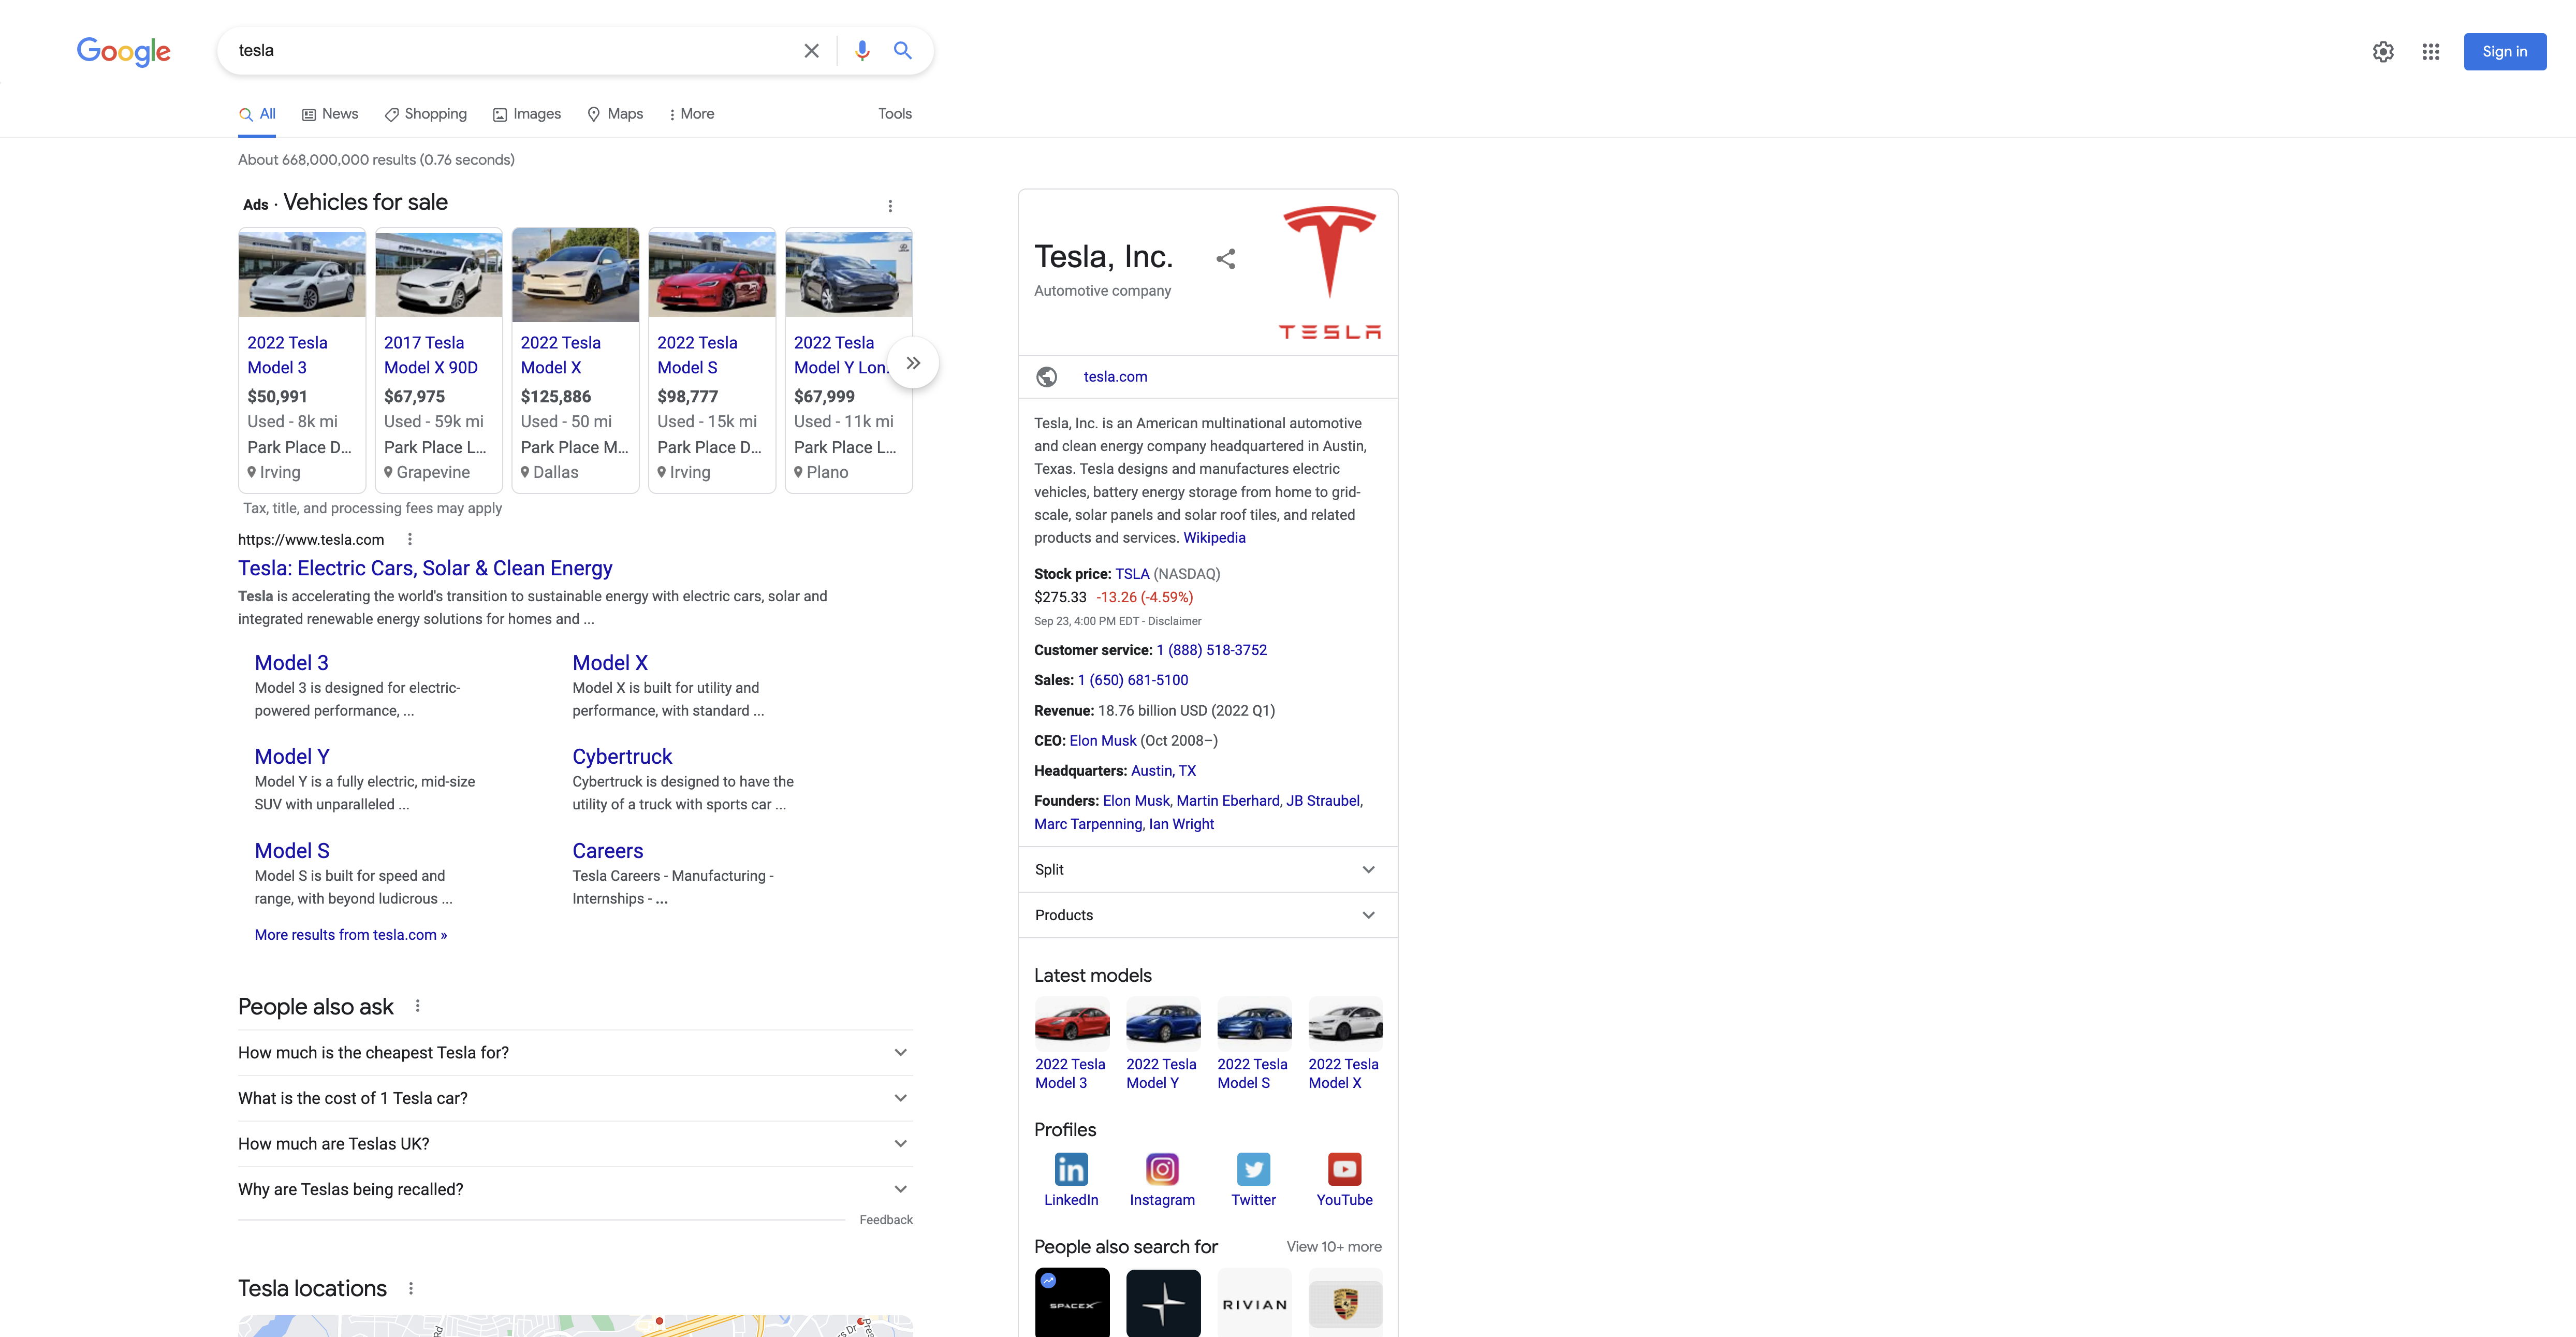 Google
tesla
Sign in
All
News
Shopping
Images
Maps
More
Tools
About 668,000,000 results (0.76 seconds)
Ads · Vehicles for sale
2022 Tesla
Model 3
$50,991
Used - 8k mi
Park Place D...
Irving
2017 Tesla
Model X 90D
$67,975
Used - 59k mi
Park Place L...
Grapevine
2022 Tesla
Model X
$125,886
Used - 50 mi
Park Place M...
Dallas
2022 Tesla
Model S
$98,777
Used - 15k mi
Park Place D...
Irving
2022 Tesla
Model Y Lon.
$67,999
Used - 11k mi
Park Place L...
Plano
Tax, title, and processing fees may apply
https://www.tesla.com
Tesla: Electric Cars, Solar & Clean Energy
Tesla is accelerating the world's transition to sustainable energy with electric cars, solar and
integrated renewable energy solutions for homes and ...
Model 3
Model 3 is designed for electric-
powered performance, ...
Model X
Model X is built for utility and
performance, with standard ...
Model Y
Model Y is a fully electric, mid-size
SUV with unparalleled ...
Cybertruck
Cybertruck is designed to have the
utility of a truck with sports car ...
Model S
Model S is built for speed and
range, with beyond ludicrous ...
Careers
Tesla Careers - Manufacturing -
Internships - ...
More results from tesla.com »
People also ask
How much is the cheapest Tesla for?
What is the cost of 1 Tesla car?
How much are Teslas UK?
Why are Teslas being recalled?
Feedback
Tesla locations
Rd
s Dr
Tesla, Inc.
Automotive company
TESLA
tesla.com
Tesla, Inc. is an American multinational automotive
and clean energy company headquartered in Austin,
Texas. Tesla designs and manufactures electric
vehicles, battery energy storage from home to grid-
scale, solar panels and solar roof tiles, and related
products and services. Wikipedia
Stock price: TSLA (NASDAQ)
$275.33 -13.26 (-4.59%)
Sep 23, 4:00 PM EDT - Disclaimer
Customer service: 1 (888) 518-3752
Sales: 1 (650) 681-5100
Revenue: 18.76 billion USD (2022 Q1)
CEO: Elon Musk (Oct 2008–)
Headquarters: Austin, TX
Founders: Elon Musk, Martin Eberhard, JB Straubel,
Marc Tarpenning, Ian Wright
Split
Products
Latest models
2022 Tesla
Model 3
2022 Tesla
Model Y
2022 Tesla
Model S
2022 Tesla
Model X
Profiles
LinkedIn
Instagram
Twitter
YouTube
People also search for
View 10+ more
SPACEX
RIVIAN